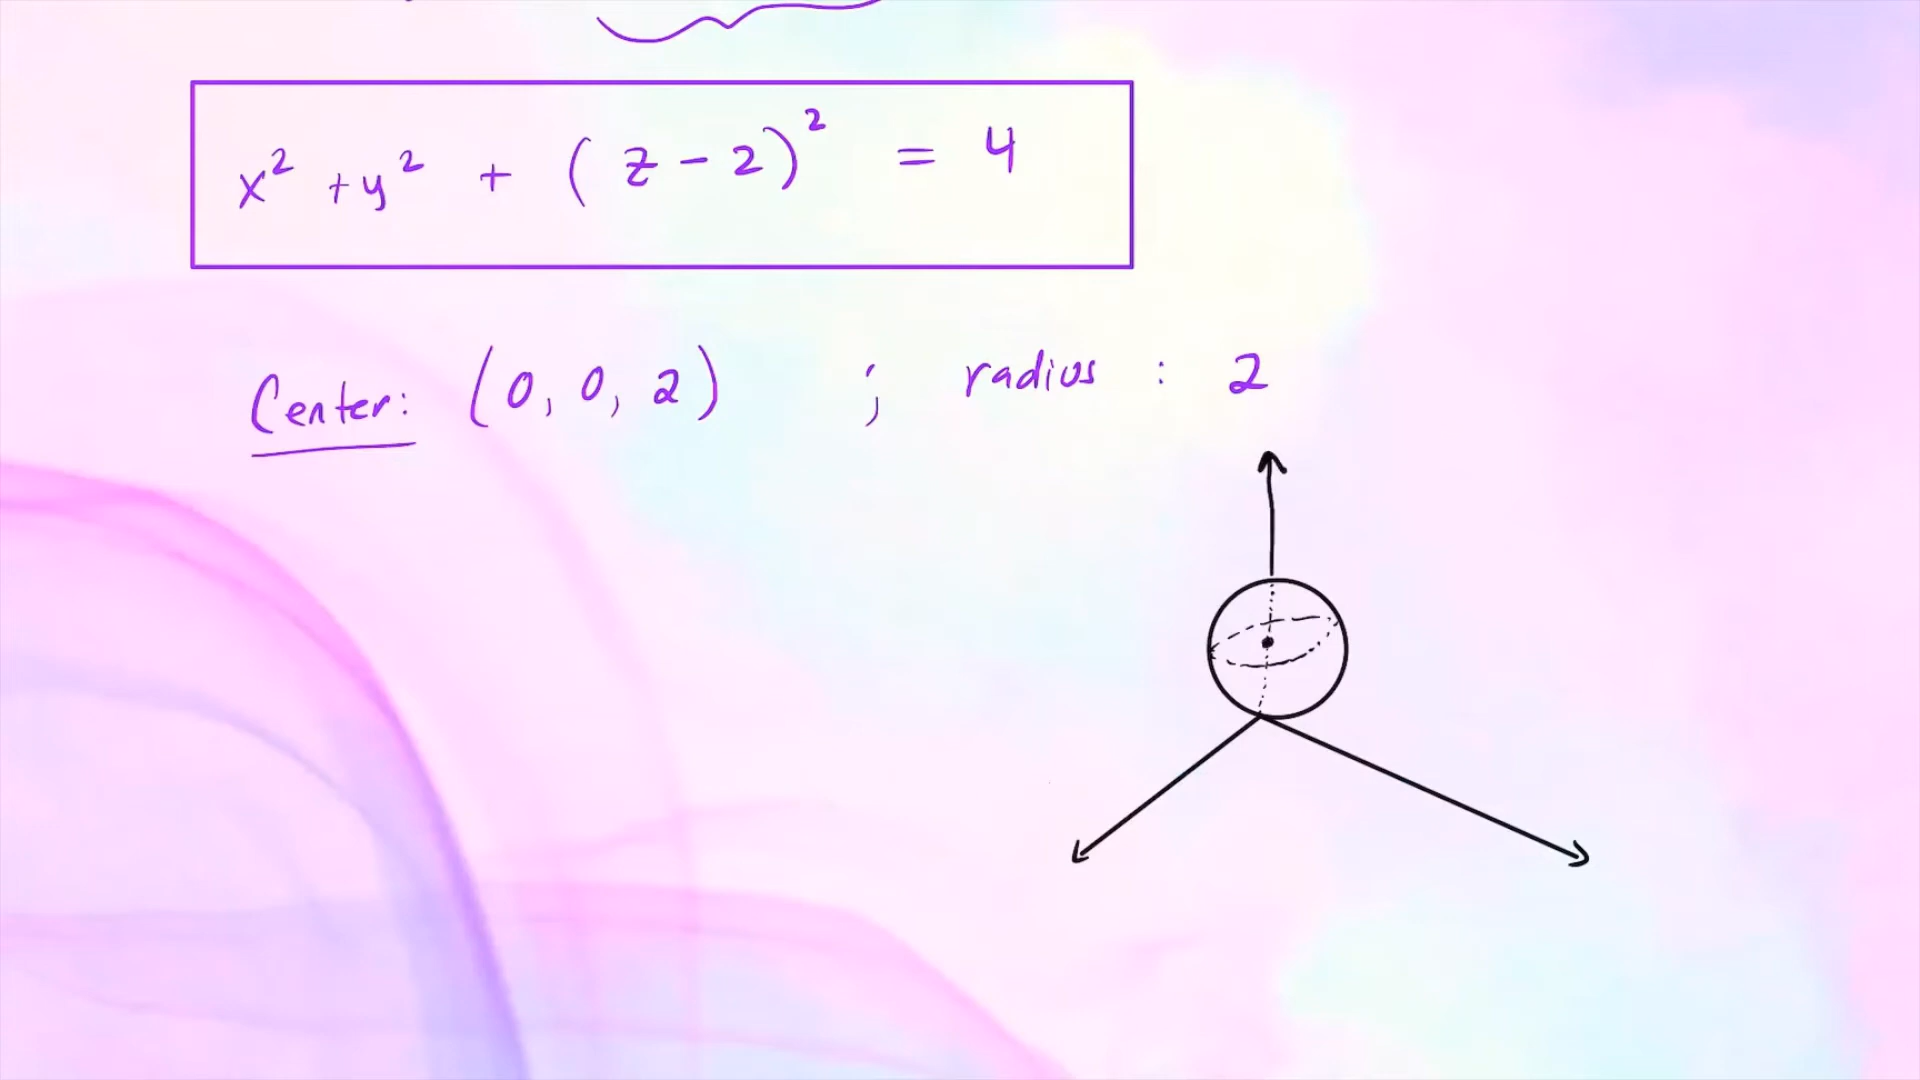 x² + y² + (z - 2)² = 4
Center: (0, 0, 2) ; radius : 2